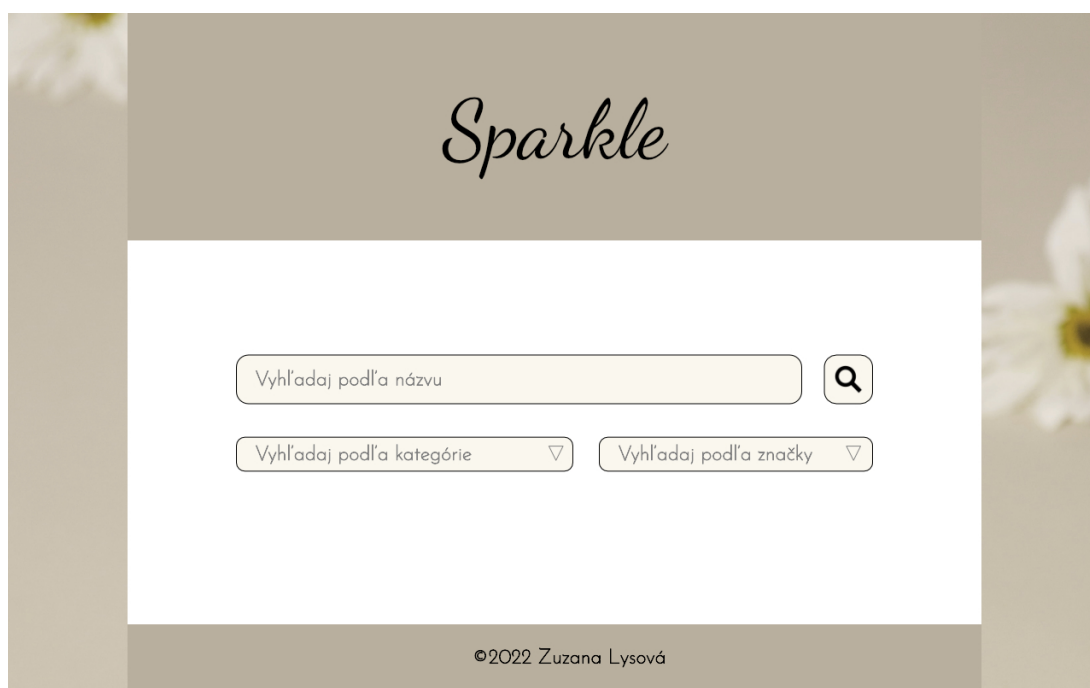 Sparkle
Vyhľadaj podľa názvu
Vyhľadaj podľa kategórie
Vyhľadaj podľa značky
©2022 Zuzana Lysová